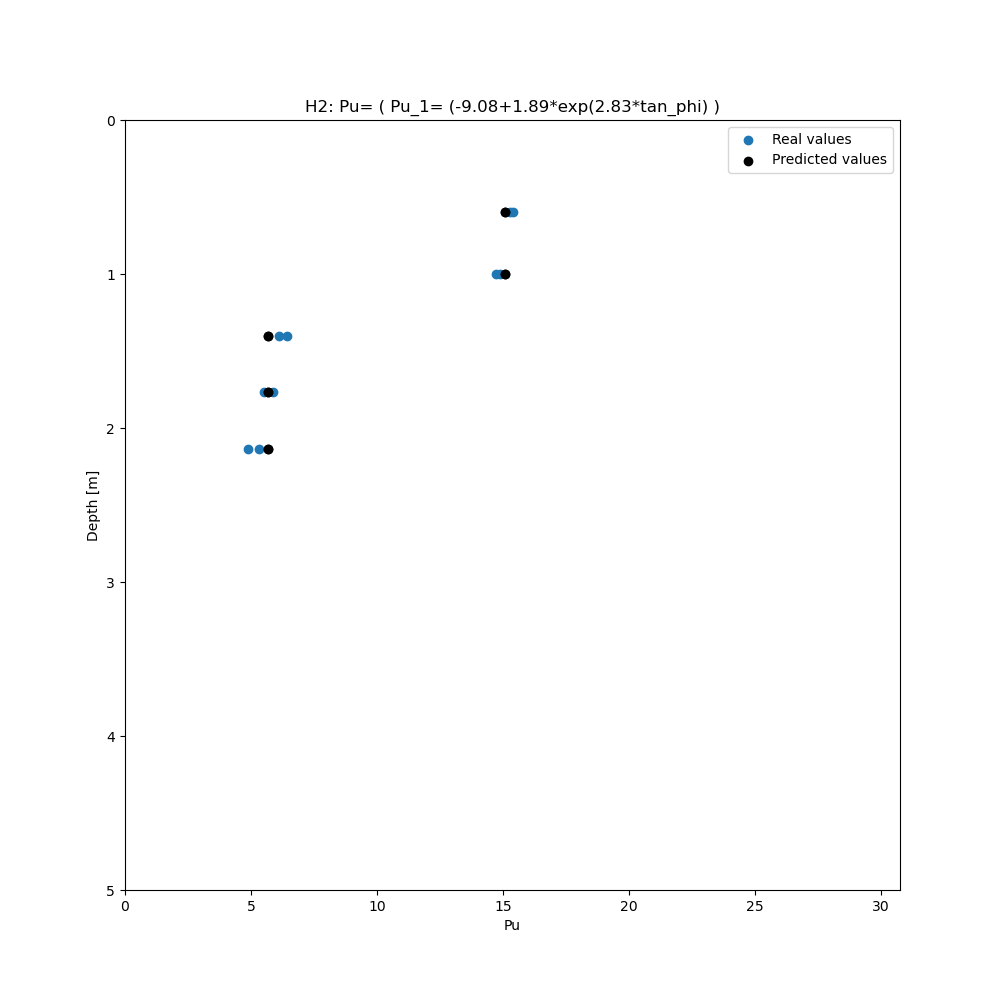 H2: Pu= ( Pu_1= (-9.08+1.89*exp(2.83*tan_phi) )
Real values
Predicted values
0
1
2
3
4
5
Depth [m]
0 5 10 15 20 25 30
Pu